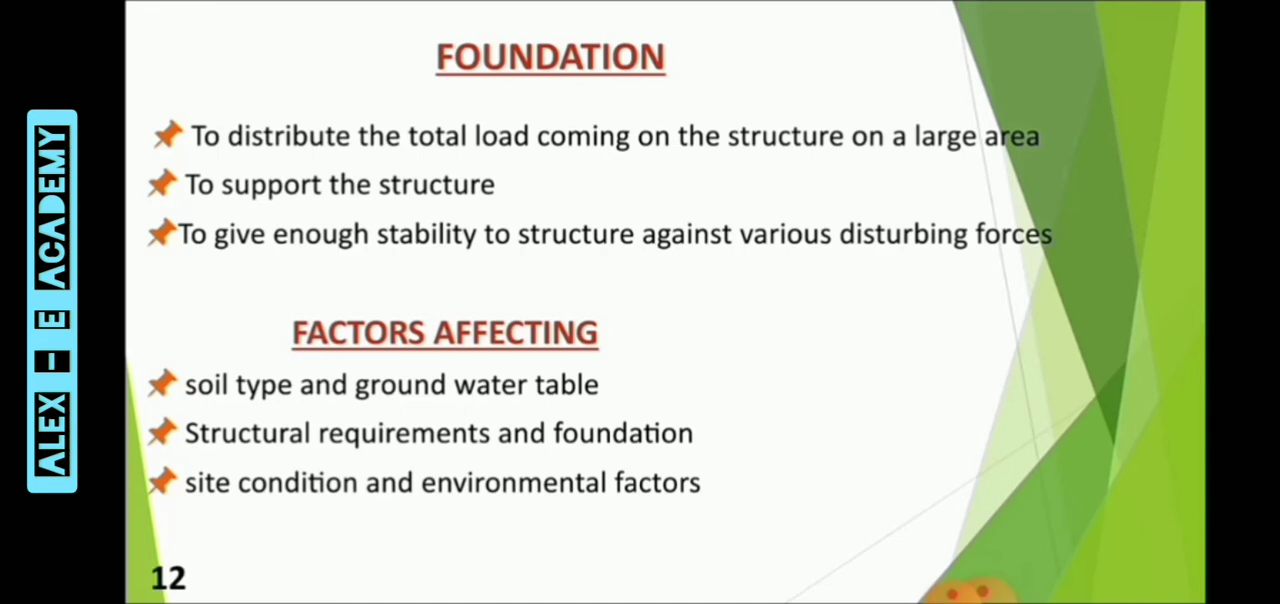 FOUNDATION
To distribute the total load coming on the structure on a large area
To support the structure
To give enough stability to structure against various disturbing forces
FACTORS AFFECTING
soil type and ground water table
Structural requirements and foundation
site condition and environmental factors
12
ALEX - E ACADEMY